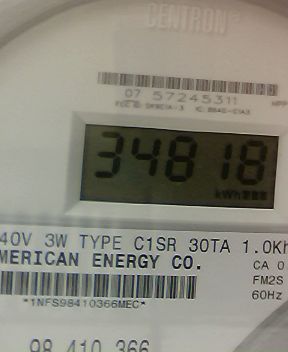 CENTRON®
07 57245311
34818
kWh
40V 3W TYPE C1SR 30TA 1.0Kh
MERICAN ENERGY CO.
CA 0
FM2S
60Hz
*1NFS98410366MEC*
98 410 366